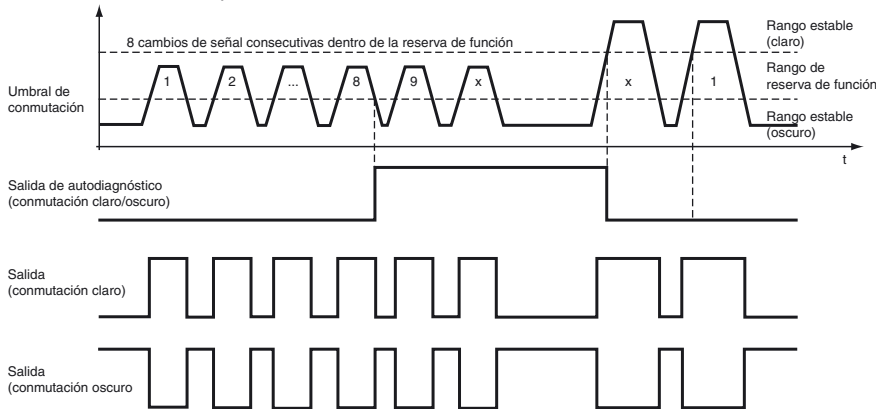 8 cambios de señal consecutivas dentro de la reserva de función
Rango estable
(claro)
Umbral de
conmutación
1
2
...
8
9
x
x
1
Rango de
reserva de función
Rango estable
(oscuro)
t
Salida de autodiagnóstico
(conmutación claro/oscuro)
Salida
(conmutación claro)
Salida
(conmutación oscuro